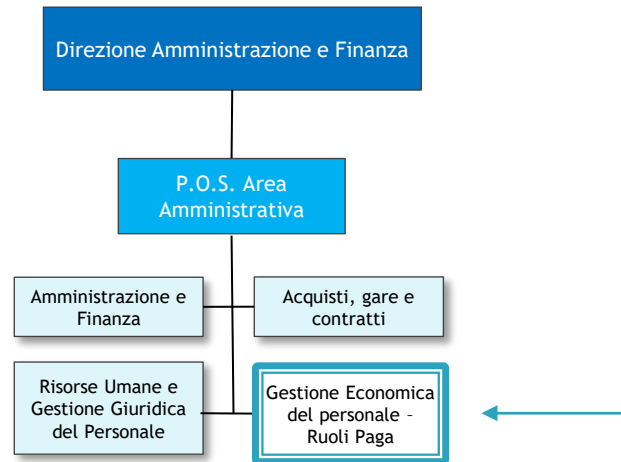 Direzione Amministrazione e Finanza
P.O.S. Area
Amministrativa
Amministrazione e
Finanza
Acquisti, gare e
contratti
Risorse Umane e
Gestione Giuridica
del Personale
Gestione Economica
del personale –
Ruoli Paga